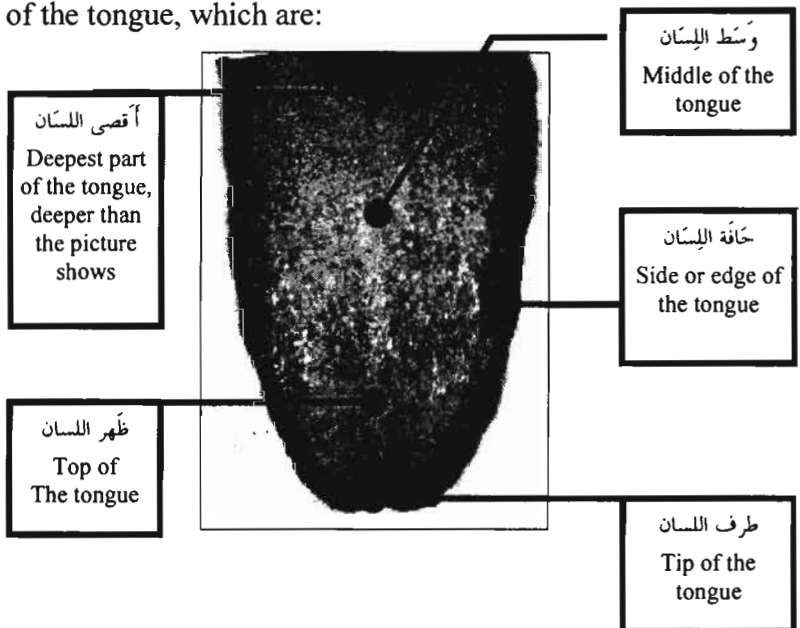 of the tongue, which are:
وَسَط اللِسَان
Middle of the
tongue
أَقصى اللسَان
Deepest part
of the tongue,
deeper than
the picture
shows
حَافَة اللِسَان
Side or edge of
the tongue
ظَهر اللسان
Top of
The tongue
طرف اللسان
Tip of the
tongue